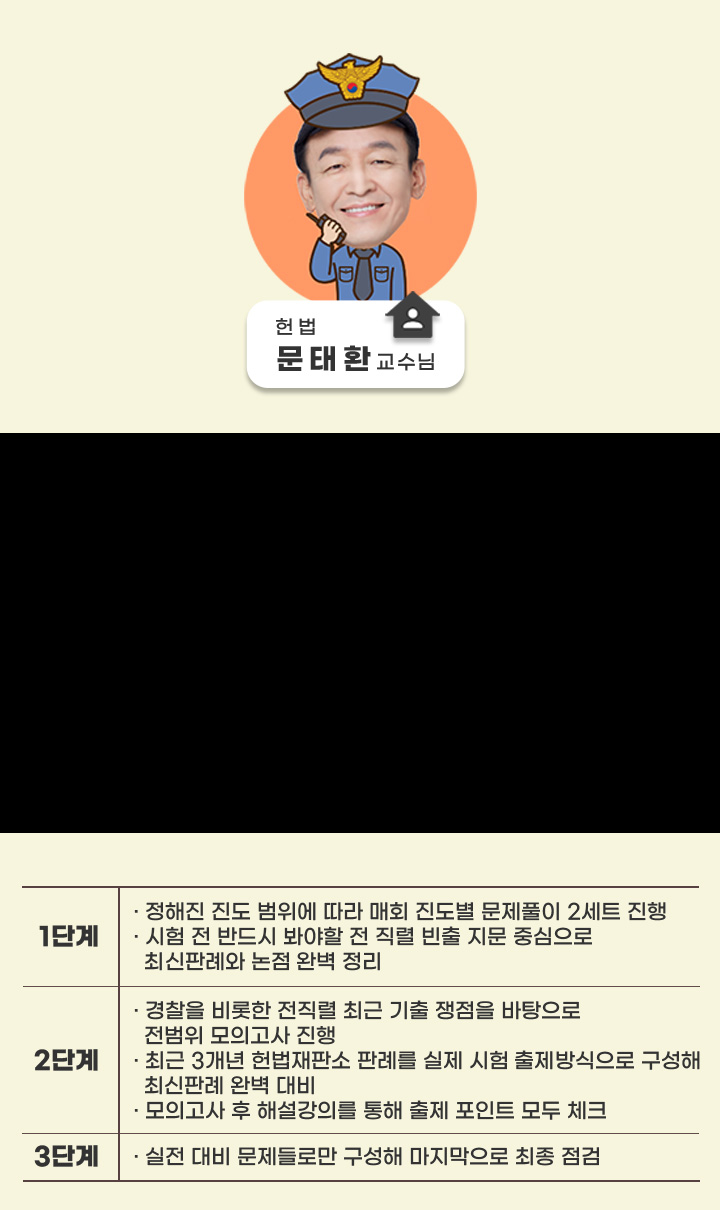 헌법
문태환 교수님
1단계
· 정해진 진도 범위에 따라 매회 진도별 문제풀이 2세트 진행
· 시험 전 반드시 봐야할 전 직렬 빈출 지문 중심으로
최신판례와 논점 완벽 정리
2단계
· 경찰을 비롯한 전직렬 최근 기출 쟁점을 바탕으로
전범위 모의고사 진행
· 최근 3개년 헌법재판소 판례를 실제 시험 출제방식으로 구성해
최신판례 완벽 대비
· 모의고사 후 해설강의를 통해 출제 포인트 모두 체크
3단계
· 실전 대비 문제들로만 구성해 마지막으로 최종 점검